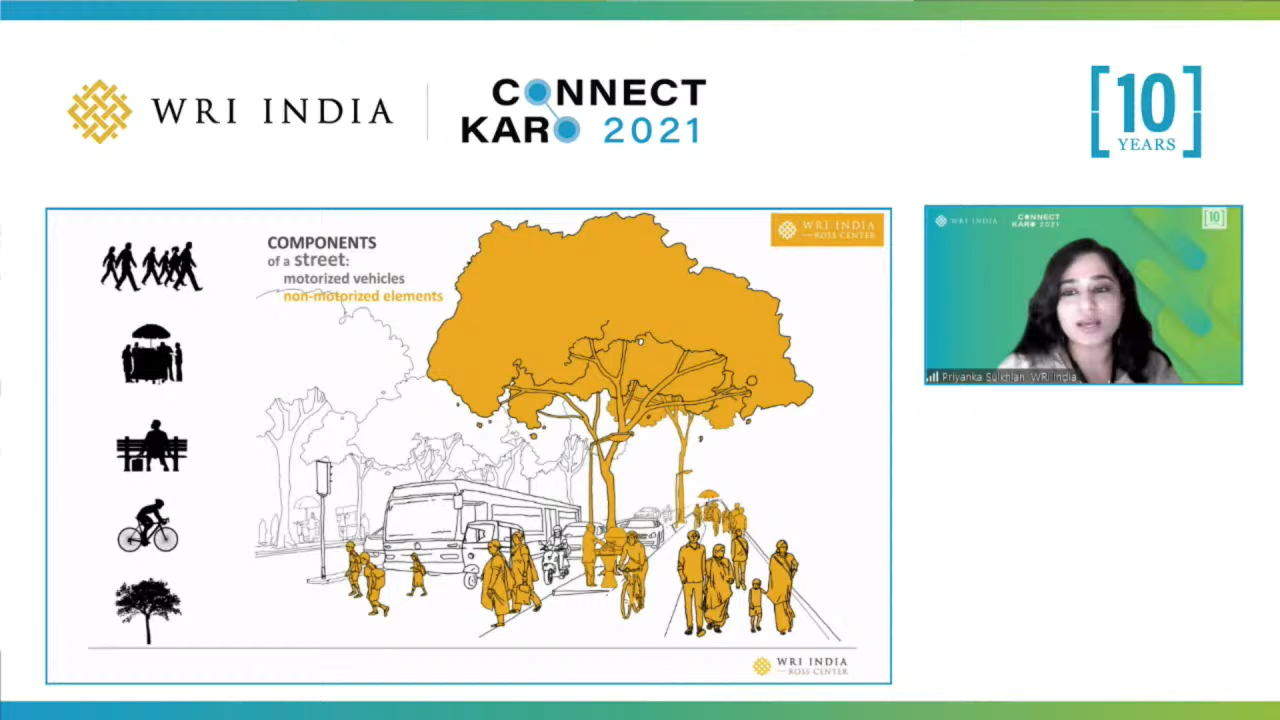 WRI INDIA
CONNECT
KARO 2021
10
YEARS
COMPONENTS
of a street:
motorized vehicles
non-motorized elements
WRI INDIA
ROSS CENTER
WRI INDIA
ROSS CENTER
WRI INDIA
CONNECT
KARO 2021
10
Priyanka Sulkhlan WRI India